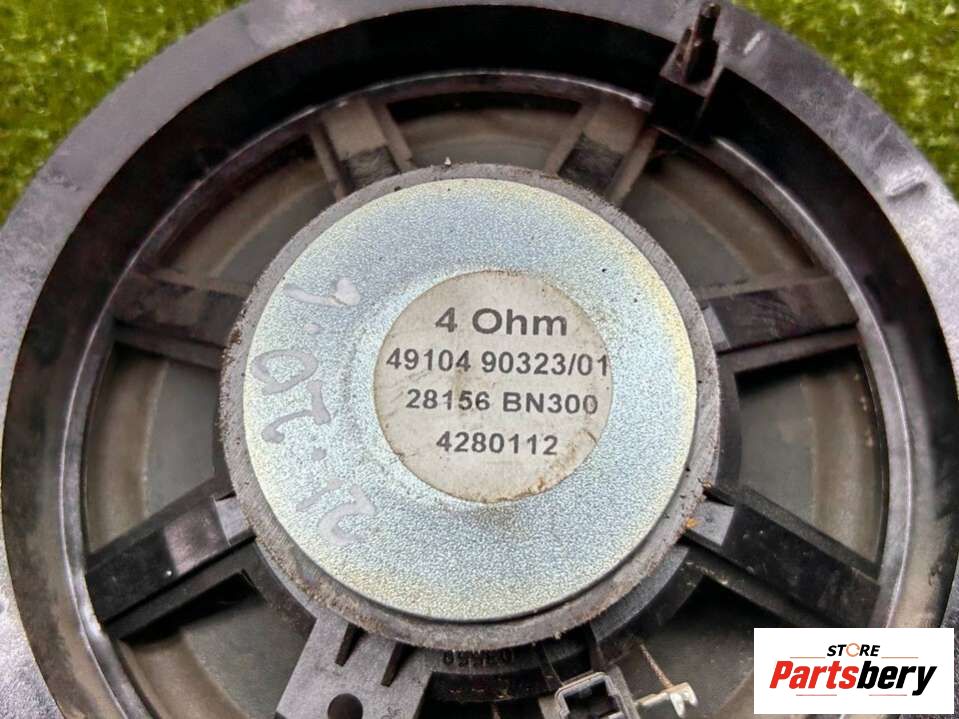 4 Ohm
49104 90323/01
28156 BN300
4280112
STORE
Partsbery